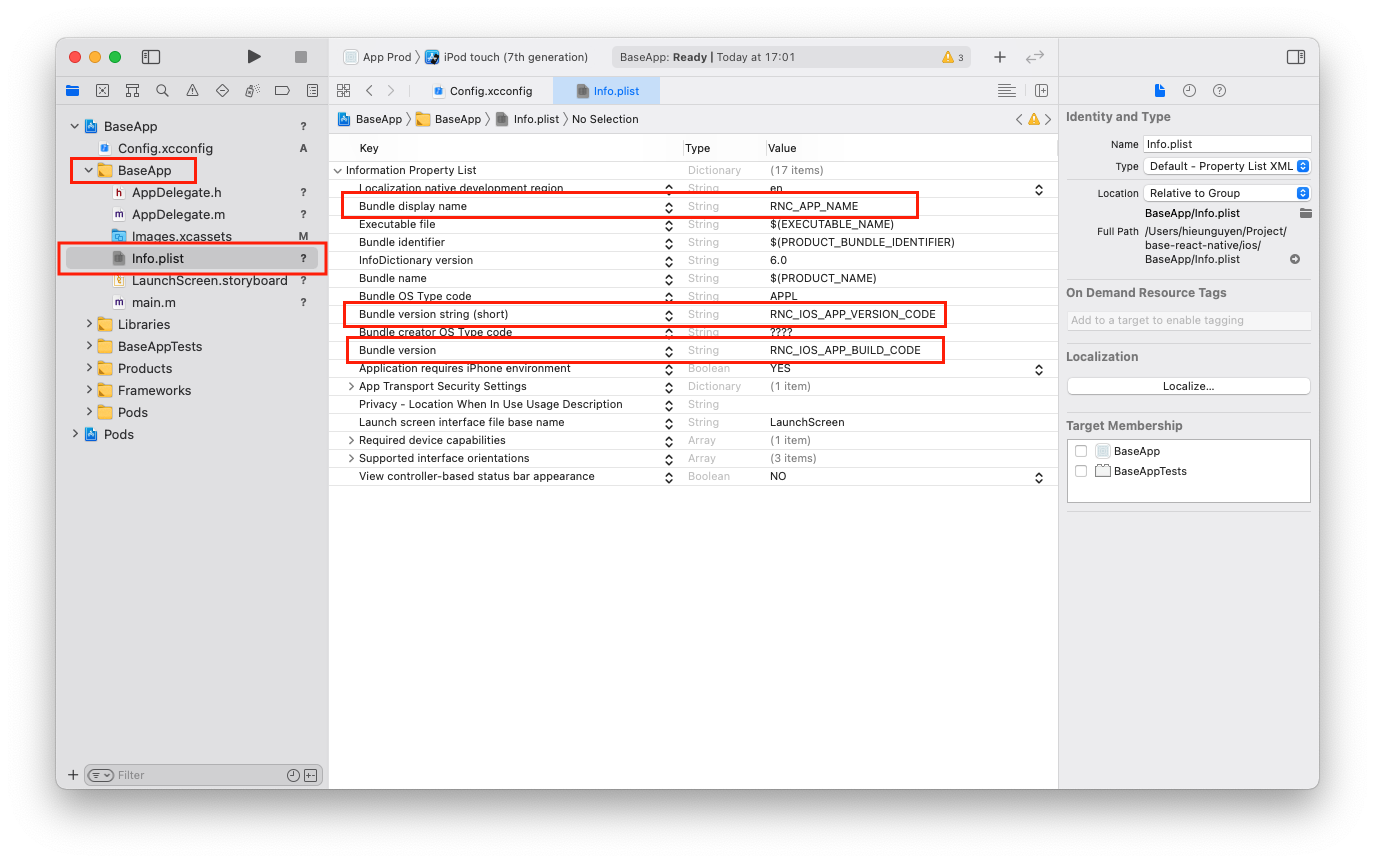 App Prod
iPod touch (7th generation)
BaseApp: Ready | Today at 17:01
3
Config.xcconfig
Info.plist
BaseApp
BaseApp
Info.plist
No Selection
BaseApp ?
Config.xcconfig A
BaseApp
AppDelegate.h ?
AppDelegate.m ?
Images.xcassets M
Info.plist ?
LaunchScreen.storyboard ?
main.m ?
Libraries
BaseAppTests
Products
Frameworks
Pods
Pods
Filter
Key Type Value
Information Property List Dictionary (17 items)
Localization native development region String en
Bundle display name String RNC_APP_NAME
Executable file String $(EXECUTABLE_NAME)
Bundle identifier String $(PRODUCT_BUNDLE_IDENTIFIER)
InfoDictionary version String 6.0
Bundle name String $(PRODUCT_NAME)
Bundle OS Type code String APPL
Bundle version string (short) String RNC_IOS_APP_VERSION_CODE
Bundle creator OS Type code String ????
Bundle version String RNC_IOS_APP_BUILD_CODE
Application requires iPhone environment Boolean YES
App Transport Security Settings Dictionary (1 item)
Privacy - Location When In Use Usage Description String
Launch screen interface file base name String LaunchScreen
Required device capabilities Array (1 item)
Supported interface orientations Array (3 items)
View controller-based status bar appearance Boolean NO
Identity and Type
Name Info.plist
Type Default - Property List XML
Location Relative to Group
BaseApp/Info.plist
Full Path /Users/hieunguyen/Project/
base-react-native/ios/
BaseApp/Info.plist
On Demand Resource Tags
Add to a target to enable tagging
Localization
Localize...
Target Membership
BaseApp
BaseAppTests